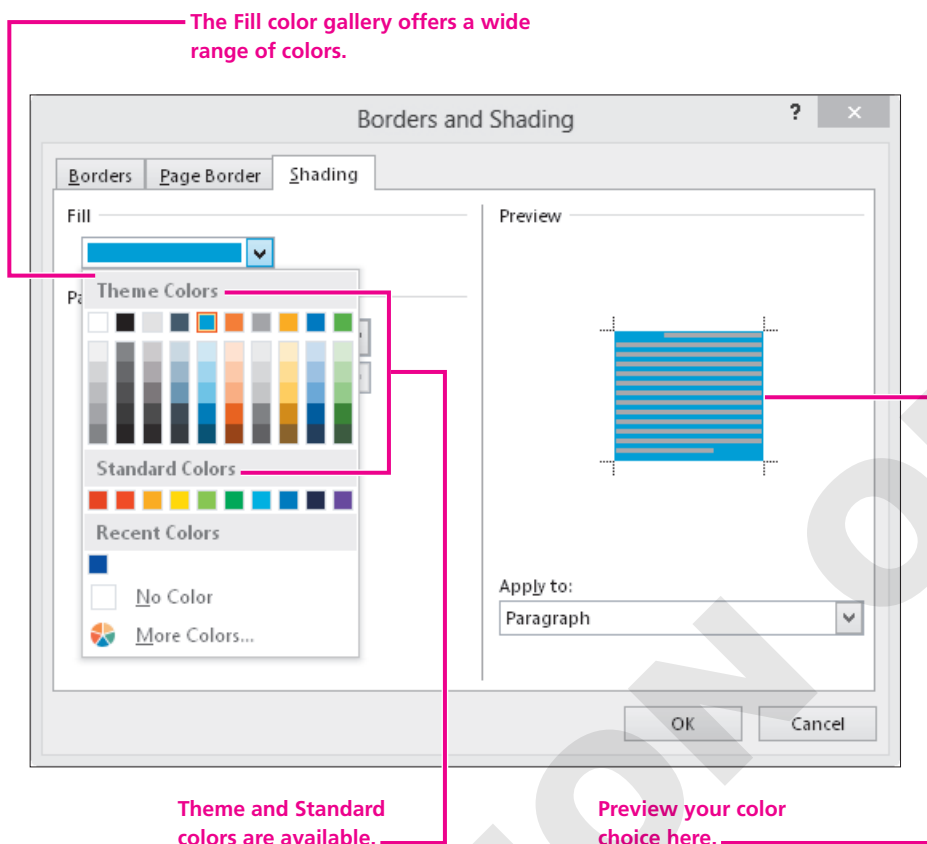 The Fill color gallery offers a wide
range of colors.
Borders and Shading
?
Borders
Page Border
Shading
Fill
Preview
Theme Colors
Standard Colors
Recent Colors
No Color
More Colors...
Apply to:
Paragraph
OK
Cancel
Theme and Standard
colors are available.
Preview your color
choice here.